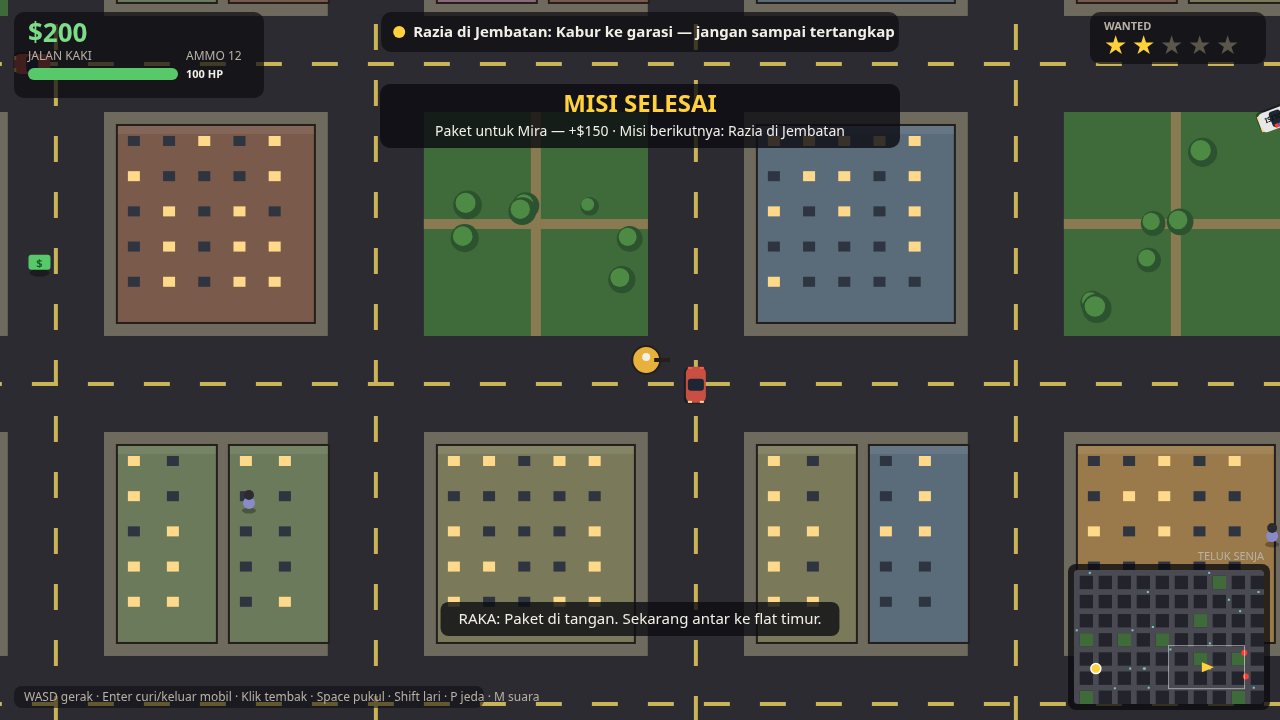 $200
JALAN KAKI
AMMO 12
100 HP
Razia di Jembatan: Kabur ke garasi — jangan sampai tertangkap
WANTED
MISI SELESAI
Paket untuk Mira — +$150 · Misi berikutnya: Razia di Jembatan
$
TELUK SENJA
RAKA: Paket di tangan. Sekarang antar ke flat timur.
WASD gerak · Enter curi/keluar mobil · Klik tembak · Space pukul · Shift lari · P jeda · M suara